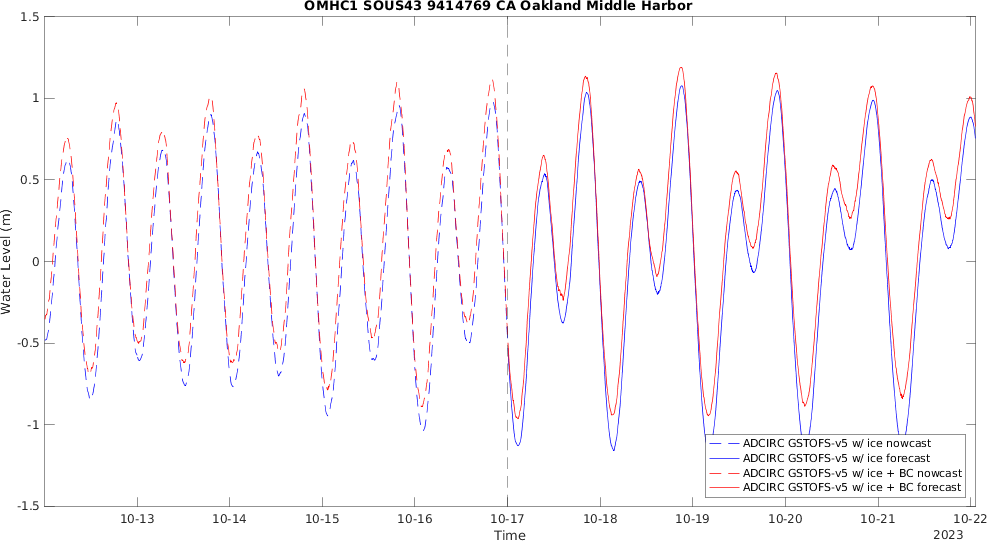 OMHC1 SOUS43 9414769 CA Oakland Middle Harbor
1.5
1
0.5
0
-0.5
-1
-1.5
Water Level (m)
10-13
10-14
10-15
10-16
10-17
10-18
10-19
10-20
10-21
10-22
Time
2023
ADCIRC GSTOFS-v5 w/ ice nowcast
ADCIRC GSTOFS-v5 w/ ice forecast
ADCIRC GSTOFS-v5 w/ ice + BC nowcast
ADCIRC GSTOFS-v5 w/ ice + BC forecast